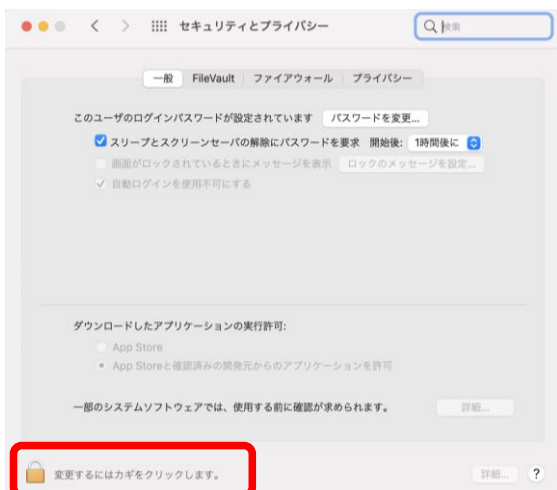 セキュリティとプライバシー
検索
一般 FileVault ファイアウォール プライバシー
このユーザのログインパスワードが設定されています パスワードを変更...
スリープとスクリーンセーバの解除にパスワードを要求 開始後: 1時間後に
画面がロックされているときにメッセージを表示 ロックのメッセージを設定...
自動ログインを使用不可にする
ダウンロードしたアプリケーションの実行許可:
App Store
App Storeと確認済みの開発元からのアプリケーションを許可
一部のシステムソフトウェアでは、使用する前に確認が求められます。 詳細...
変更するにはカギをクリックします。 詳細... ?